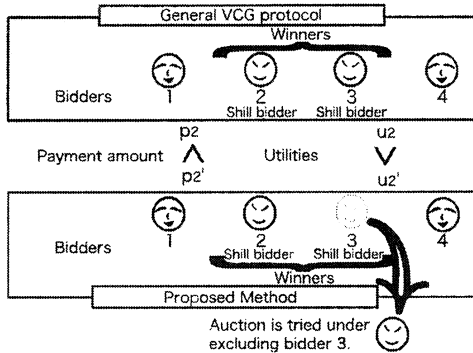 General VCG protocol
Winners
Bidders 1 2 3 4
Shill bidder Shill bidder
p2 u2
Payment amount Utilities
p2' u2'
Bidders 1 2 3 4
Shill bidder Shill bidder
Winners
Proposed Method
Auction is tried under
excluding bidder 3.